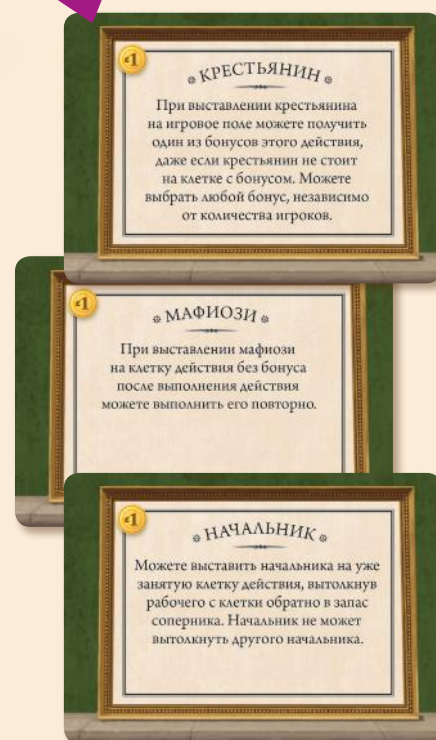 1
КРЕСТЬЯНИН
При выставлении крестьянина
на игровое поле можете получить
один из бонусов этого действия,
даже если крестьянин не стоит
на клетке с бонусом. Можете
выбрать любой бонус, независимо
от количества игроков.
1
МАФИОЗИ
При выставлении мафиози
на клетку действия без бонуса
после выполнения действия
можете выполнить его повторно.
1
НАЧАЛЬНИК
Можете выставить начальника на уже
занятую клетку действия, вытолкнув
рабочего с клетки обратно в запас
соперника. Начальник не может
вытолкнуть другого начальника.